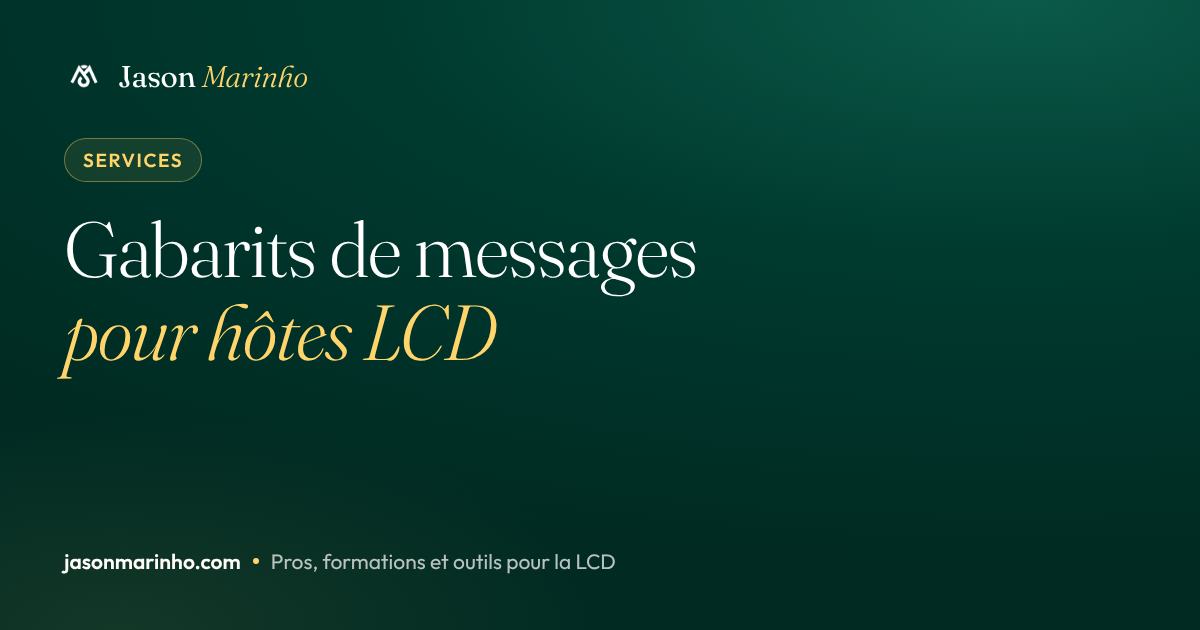 Jason Marinho
SERVICES
Gabarits de messages
pour hôtes LCD
jasonmarinho.com • Pros, formations et outils pour la LCD